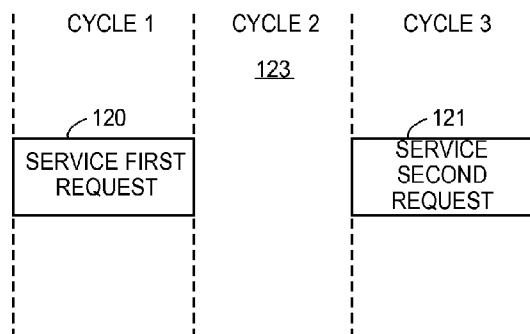 CYCLE 1 CYCLE 2 CYCLE 3
123
120 121
SERVICE FIRST
REQUEST
SERVICE
SECOND
REQUEST